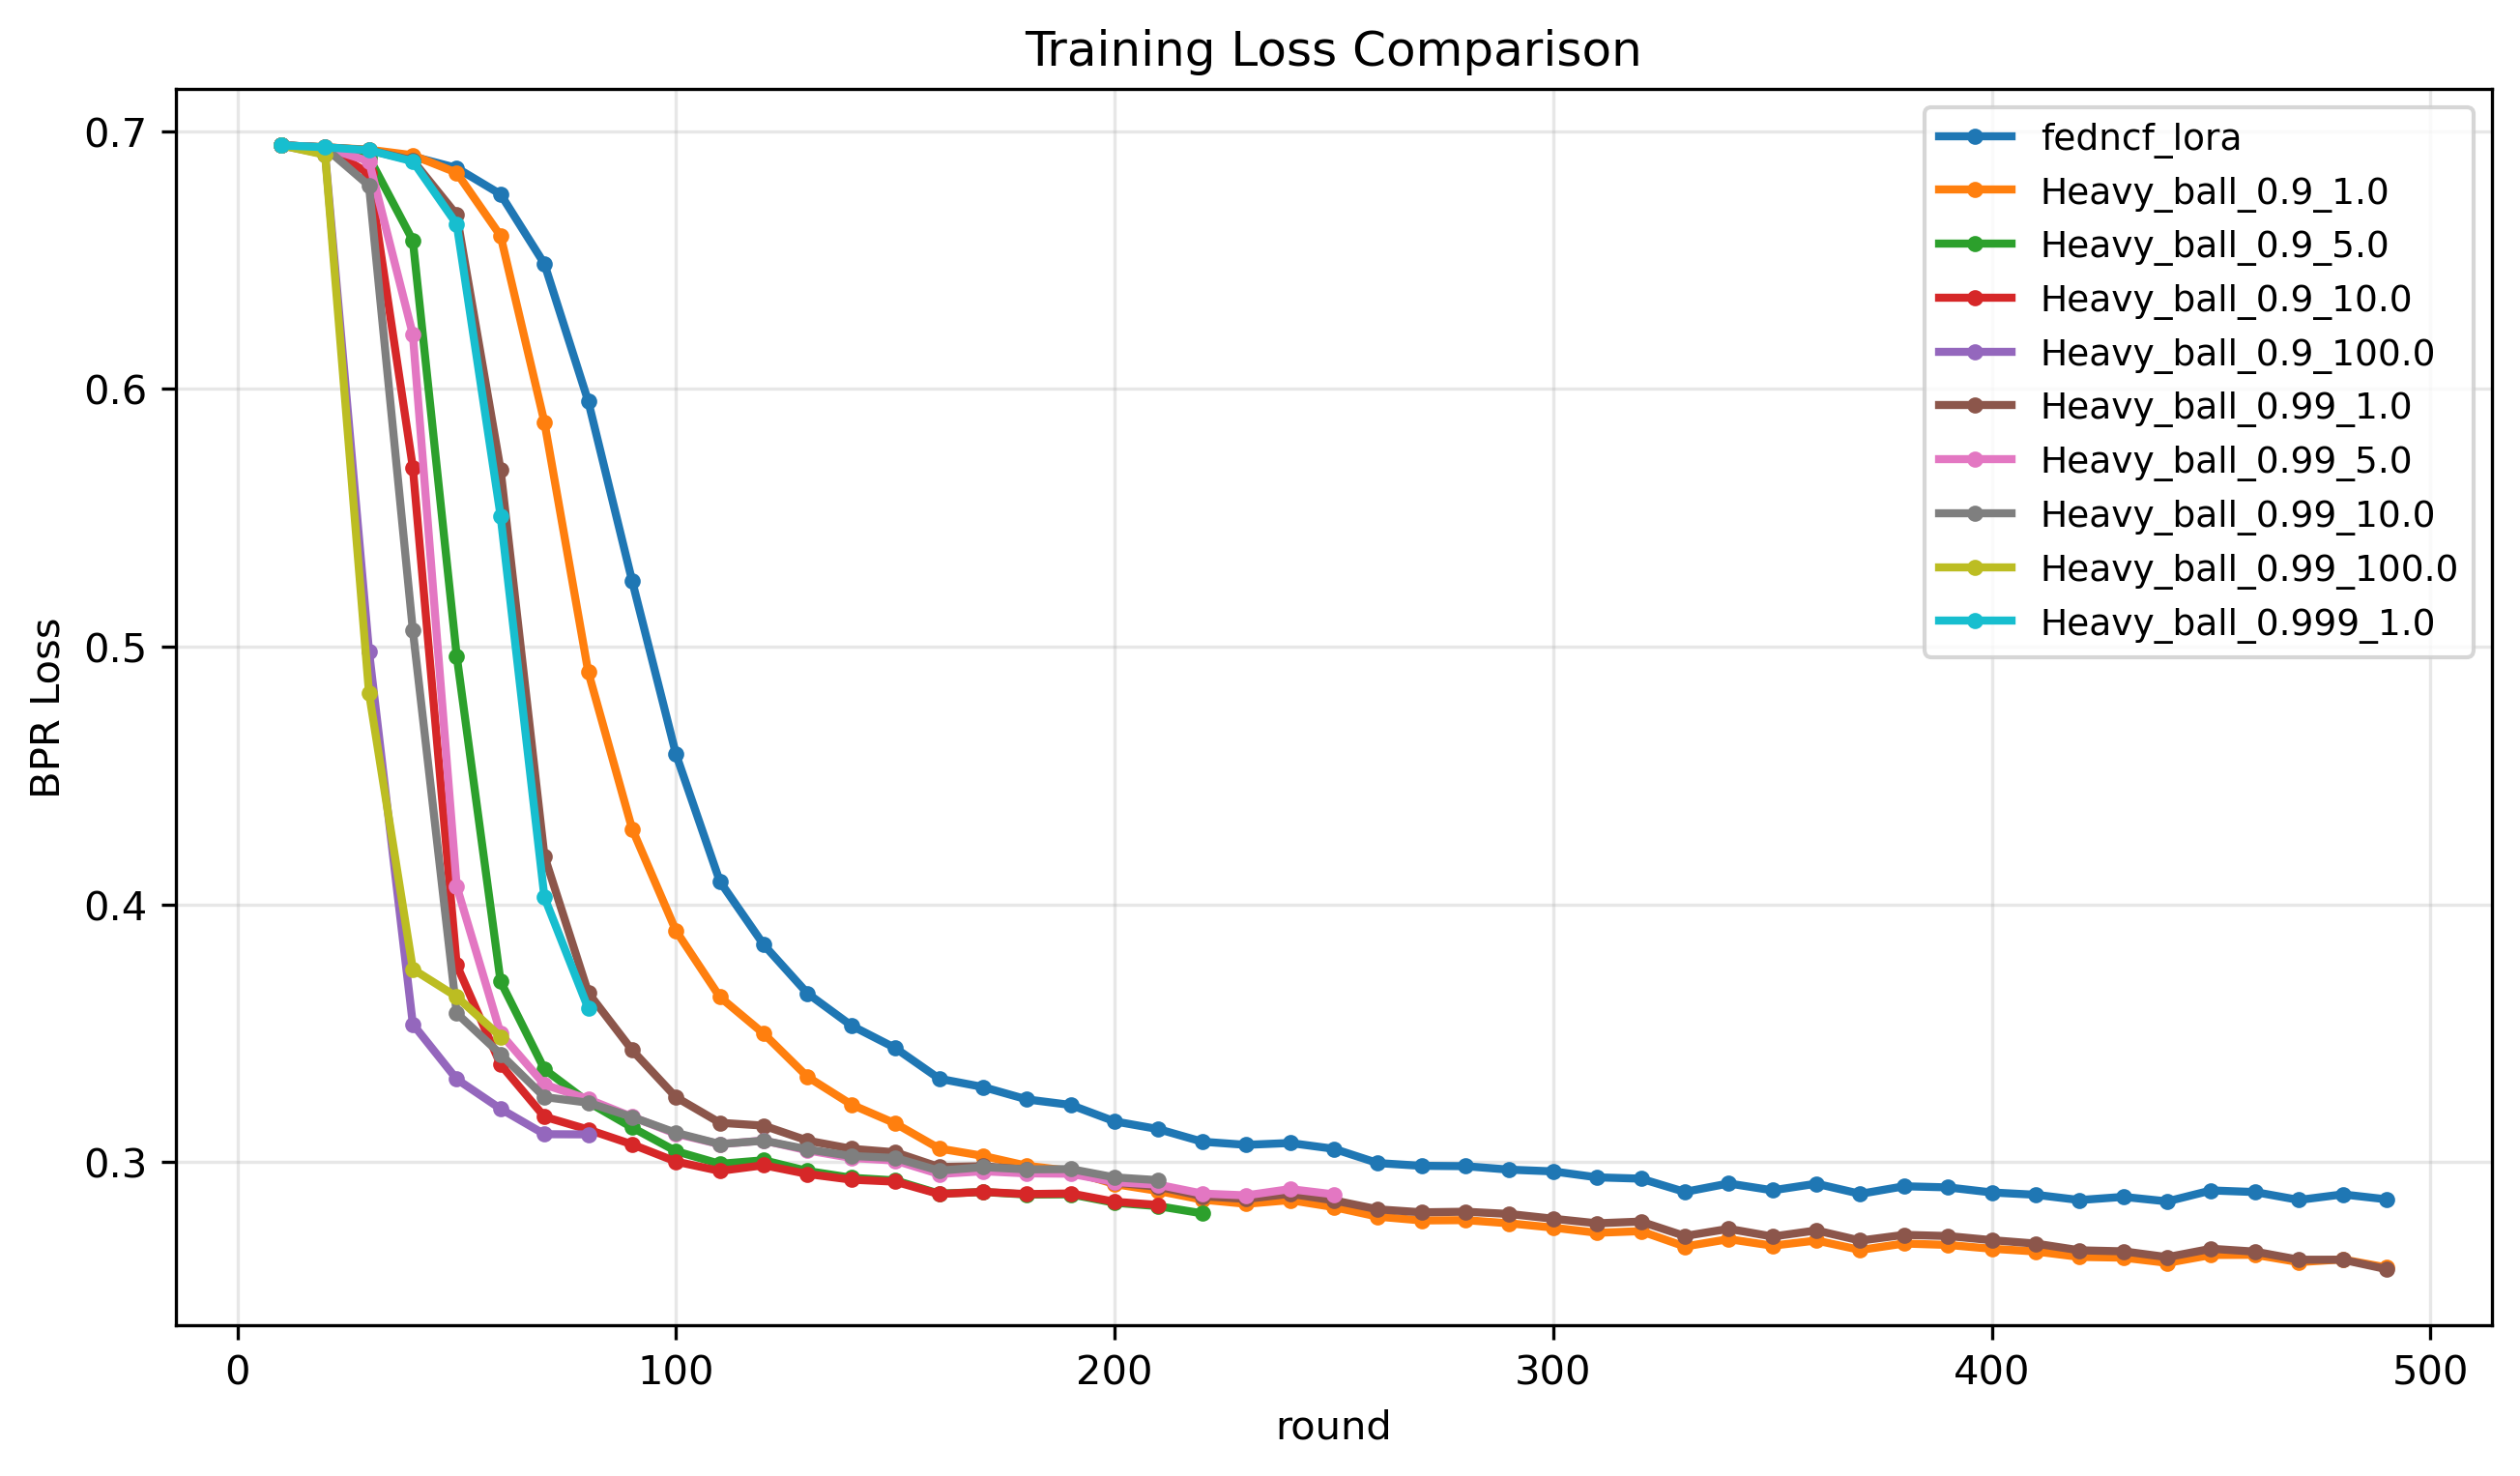 Training Loss Comparison
0.7
0.6
0.5
0.4
0.3
BPR Loss
0
100
200
300
400
500
round
fedncf_lora
Heavy_ball_0.9_1.0
Heavy_ball_0.9_5.0
Heavy_ball_0.9_10.0
Heavy_ball_0.9_100.0
Heavy_ball_0.99_1.0
Heavy_ball_0.99_5.0
Heavy_ball_0.99_10.0
Heavy_ball_0.99_100.0
Heavy_ball_0.999_1.0